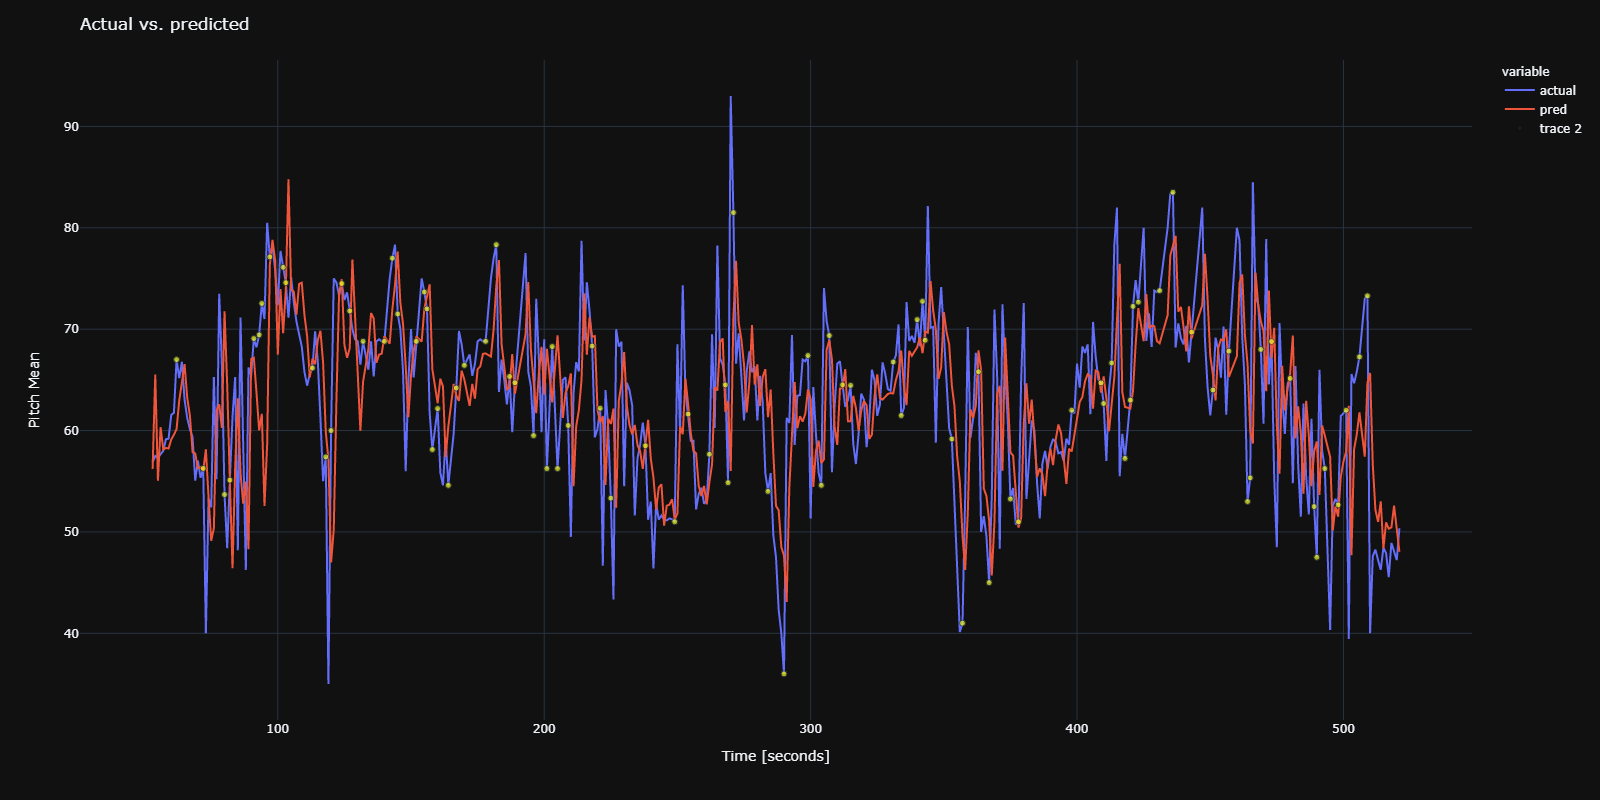 Actual vs. predicted
variable
actual
pred
trace 2
90
80
70
60
50
40
Pitch Mean
100
200
300
400
500
Time [seconds]